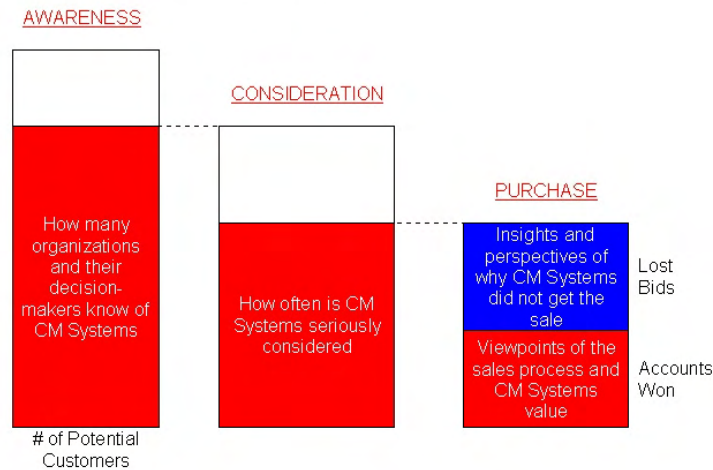 AWARENESS
How many
organizations
and their
decision-
makers know of
CM Systems
# of Potential
Customers
CONSIDERATION
How often is CM
Systems seriously
considered
PURCHASE
Insights and
perspectives of
why CM Systems
did not get the
sale
Lost
Bids
Viewpoints of the
sales process and
CM Systems
value
Accounts
Won